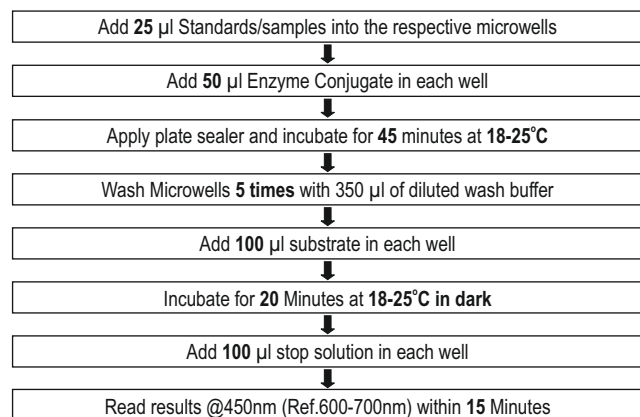 Add 25 µl Standards/samples into the respective microwells
Add 50 µl Enzyme Conjugate in each well
Apply plate sealer and incubate for 45 minutes at 18-25°C
Wash Microwells 5 times with 350 µl of diluted wash buffer
Add 100 µl substrate in each well
Incubate for 20 Minutes at 18-25°C in dark
Add 100 µl stop solution in each well
Read results @450nm (Ref.600-700nm) within 15 Minutes